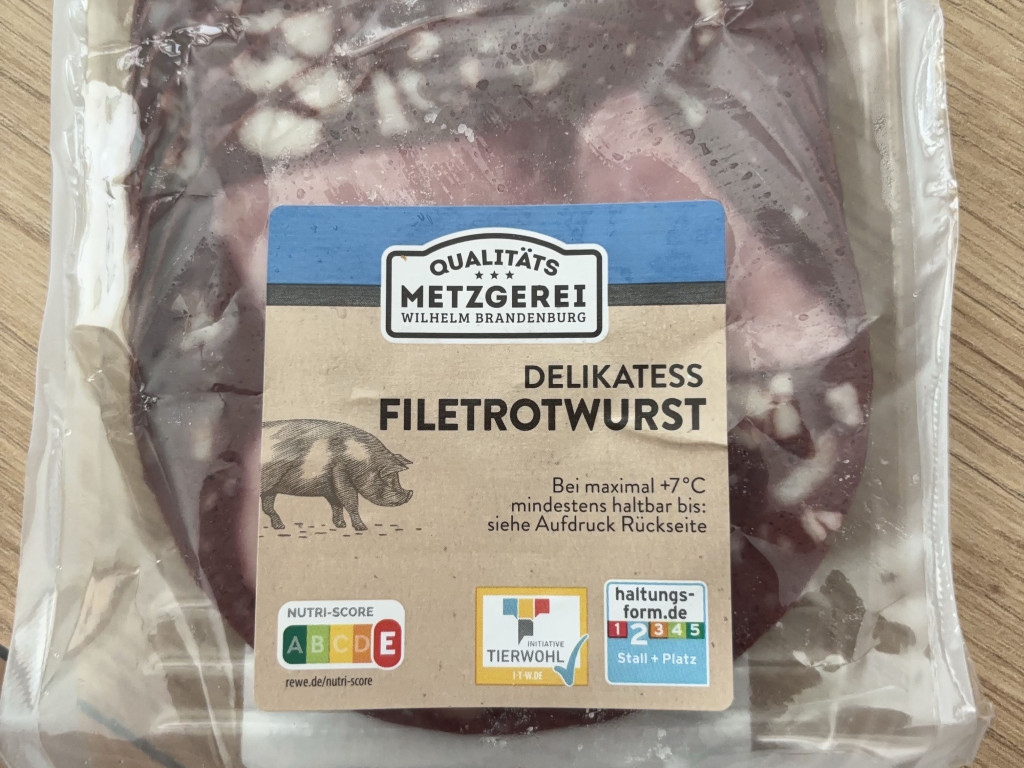 QUALITÄTS
METZGEREI
WILHELM BRANDENBURG
DELIKATESS
FILETROTWURST
Bei maximal +7°C
mindestens haltbar bis:
siehe Aufdruck Rückseite
NUTRI-SCORE
A B C D E
rewe.de/nutri-score
INITIATIVE
TIERWOHL
I-T-W.DE
haltungs-
form.de
1 2 3 4 5
Stall + Platz